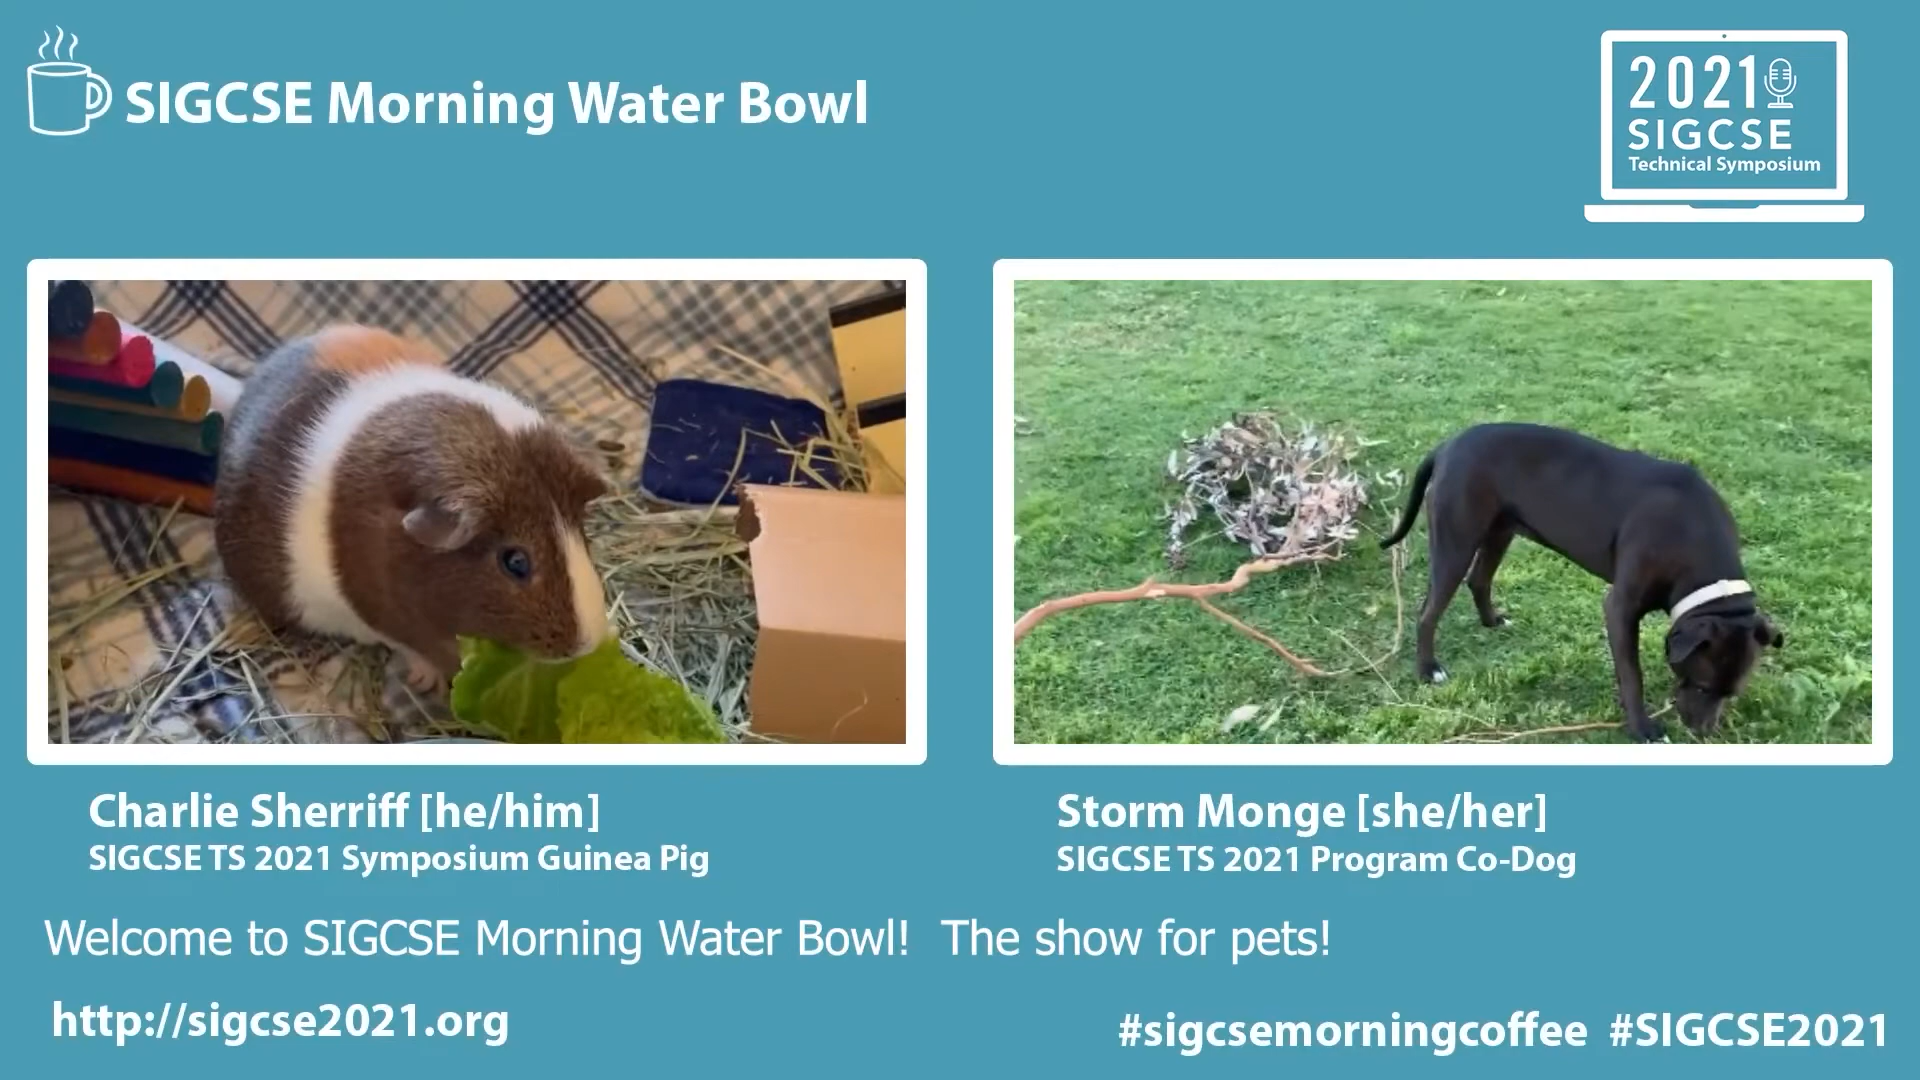 SIGCSE Morning Water Bowl
2021
SIGCSE
Technical Symposium
Charlie Sherriff [he/him]
SIGCSE TS 2021 Symposium Guinea Pig
Storm Monge [she/her]
SIGCSE TS 2021 Program Co-Dog
Welcome to SIGCSE Morning Water Bowl!  The show for pets!
http://sigcse2021.org
#sigcsemorningcoffee #SIGCSE2021